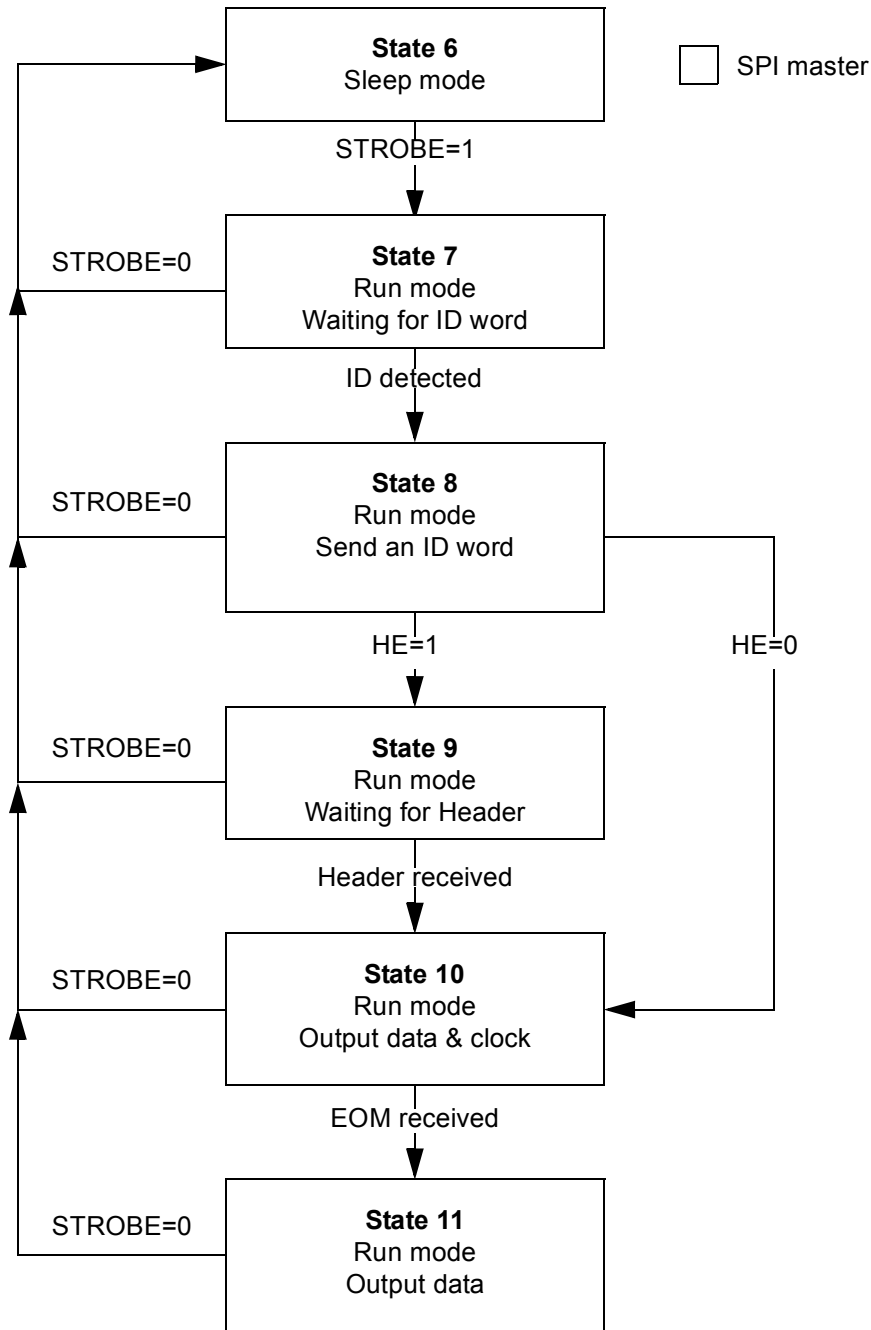 State 6
Sleep mode
SPI master
STROBE=1
State 7
Run mode
Waiting for ID word
STROBE=0
ID detected
State 8
Run mode
Send an ID word
STROBE=0
HE=1
HE=0
State 9
Run mode
Waiting for Header
STROBE=0
Header received
State 10
Run mode
Output data & clock
STROBE=0
EOM received
State 11
Run mode
Output data
STROBE=0